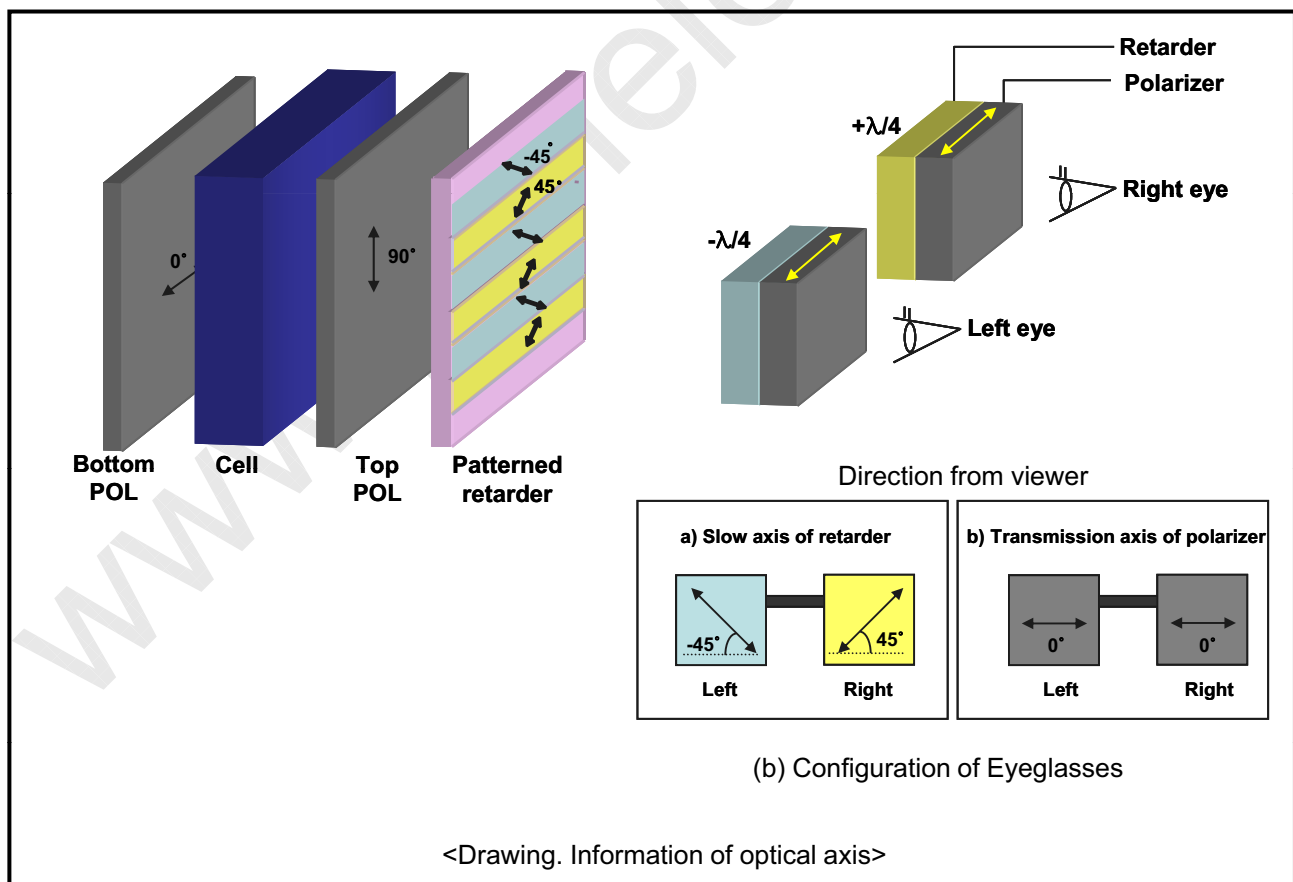 Retarder
Polarizer
+λ/4
Right eye
-λ/4
Left eye
-45°
45°
0°
90°
Bottom
POL
Cell
Top
POL
Patterned
retarder
Direction from viewer
a) Slow axis of retarder
-45°
45°
Left
Right
b) Transmission axis of polarizer
0°
0°
Left
Right
(b) Configuration of Eyeglasses
<Drawing. Information of optical axis>